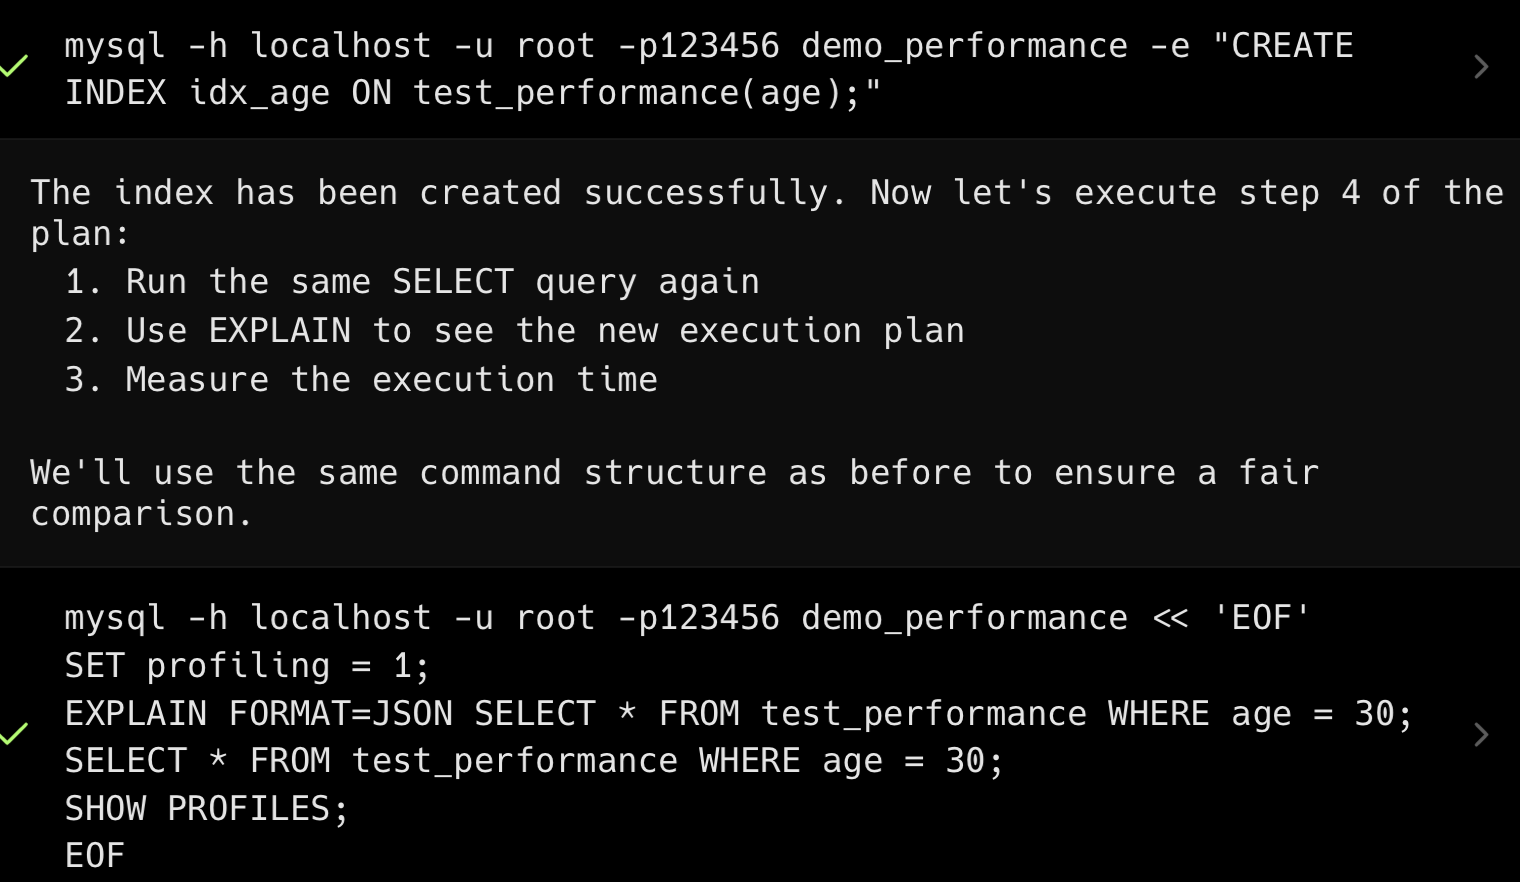 mysql -h localhost -u root -p123456 demo_performance -e "CREATE
INDEX idx_age ON test_performance(age);"
The index has been created successfully. Now let's execute step 4 of the
plan:
1. Run the same SELECT query again
2. Use EXPLAIN to see the new execution plan
3. Measure the execution time
We'll use the same command structure as before to ensure a fair
comparison.
mysql -h localhost -u root -p123456 demo_performance << 'EOF'
SET profiling = 1;
EXPLAIN FORMAT=JSON SELECT * FROM test_performance WHERE age = 30;
SELECT * FROM test_performance WHERE age = 30;
SHOW PROFILES;
EOF